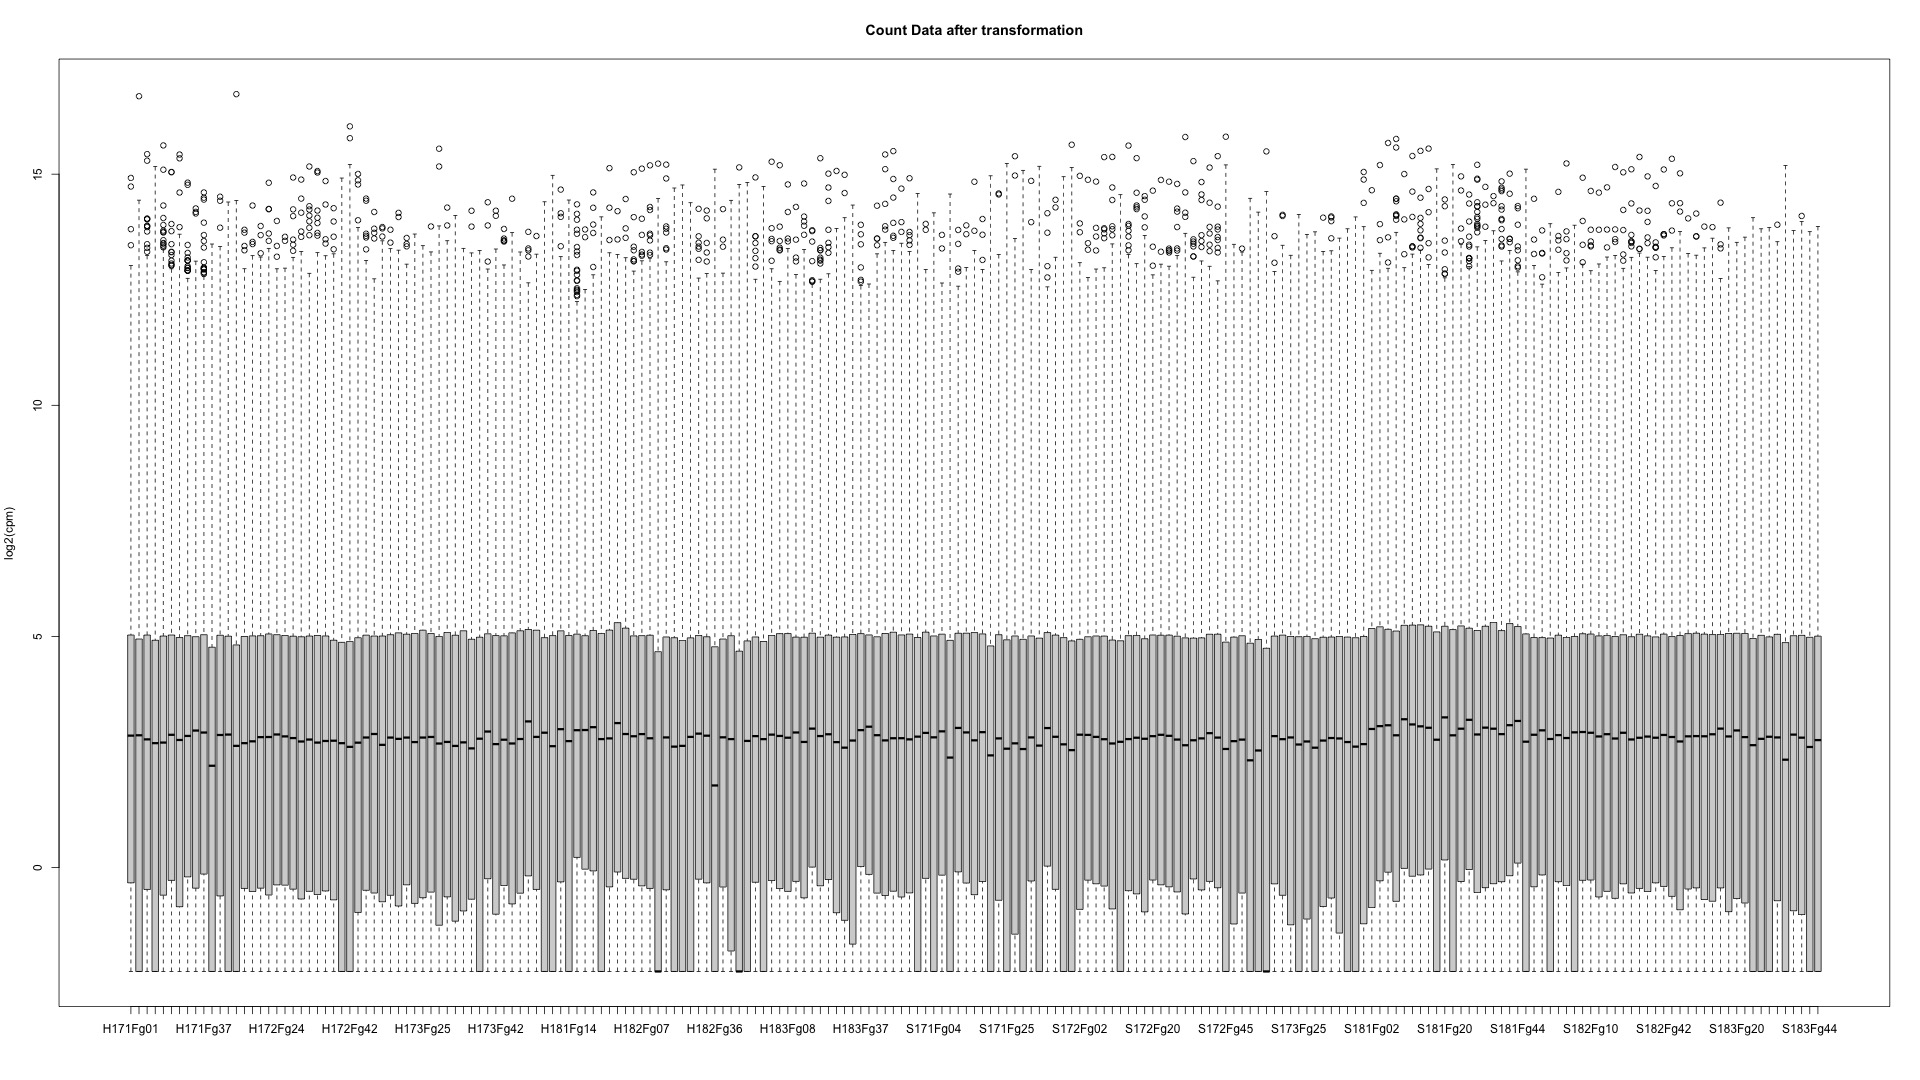 Count Data after transformation
log2(cpm)
15
10
5
0
H171Fg01 H171Fg37 H172Fg24 H172Fg42 H173Fg25 H173Fg42 H181Fg14 H182Fg07 H182Fg36 H183Fg08 H183Fg37 S171Fg04 S171Fg25 S172Fg02 S172Fg20 S172Fg45 S173Fg25 S181Fg02 S181Fg20 S181Fg44 S182Fg10 S182Fg42 S183Fg20 S183Fg44